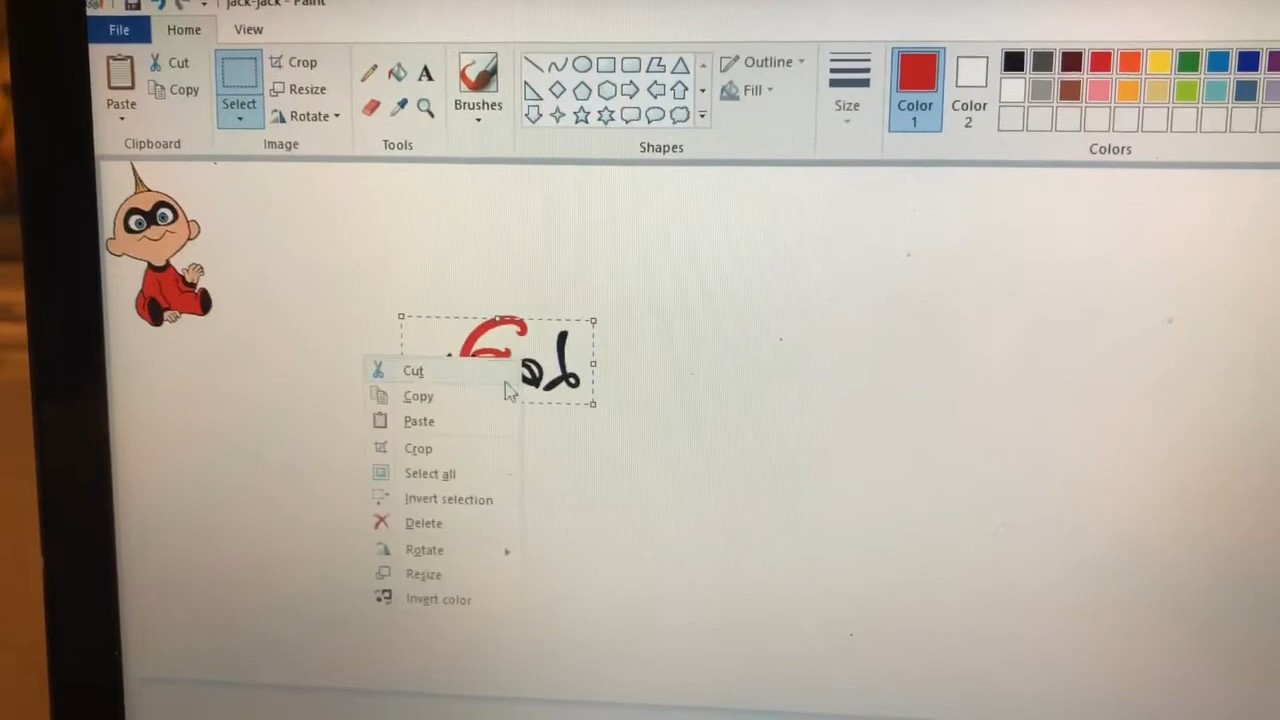 jack-jack - Paint
File Home View
Paste Cut Copy Clipboard
Select Crop Resize Rotate Image
A
Tools
Brushes
Shapes
Outline
Fill
Size
Color 1
Color 2
Colors
Cut
Copy
Paste
Crop
Select all
Invert selection
Delete
Rotate
Resize
Invert color